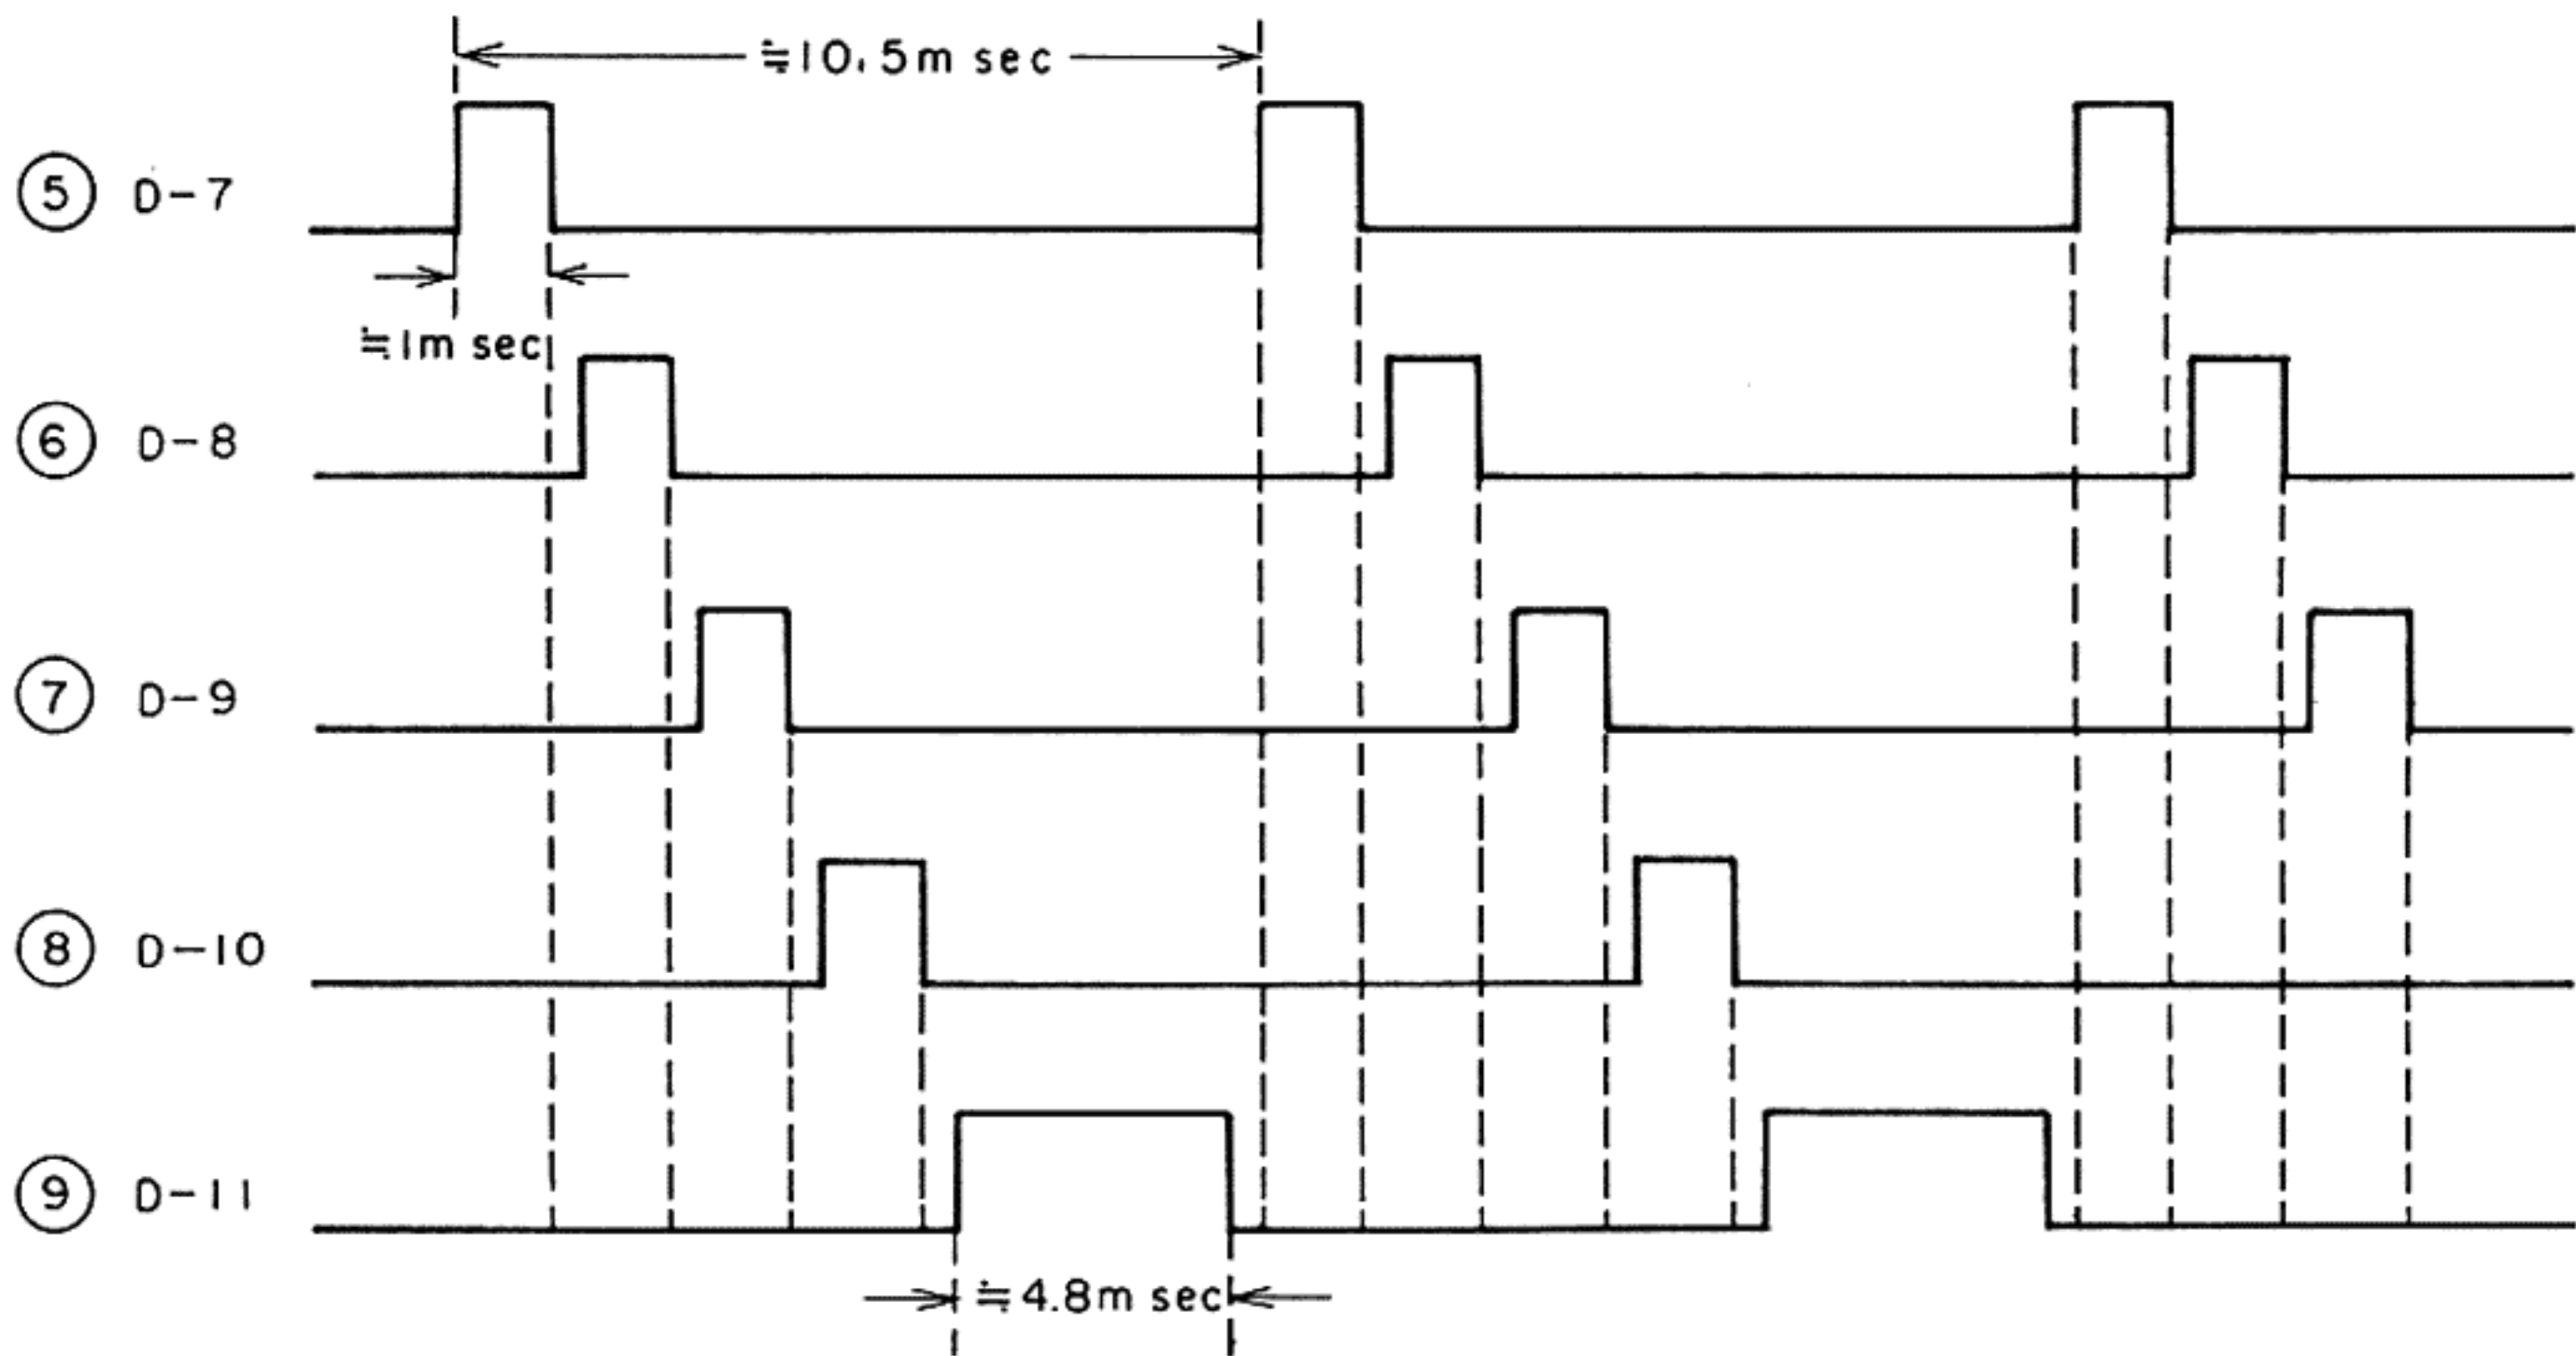 ≒10.5m sec
⑤ D-7
≒1m sec
⑥ D-8
⑦ D-9
⑧ D-10
⑨ D-11
≒4.8m sec